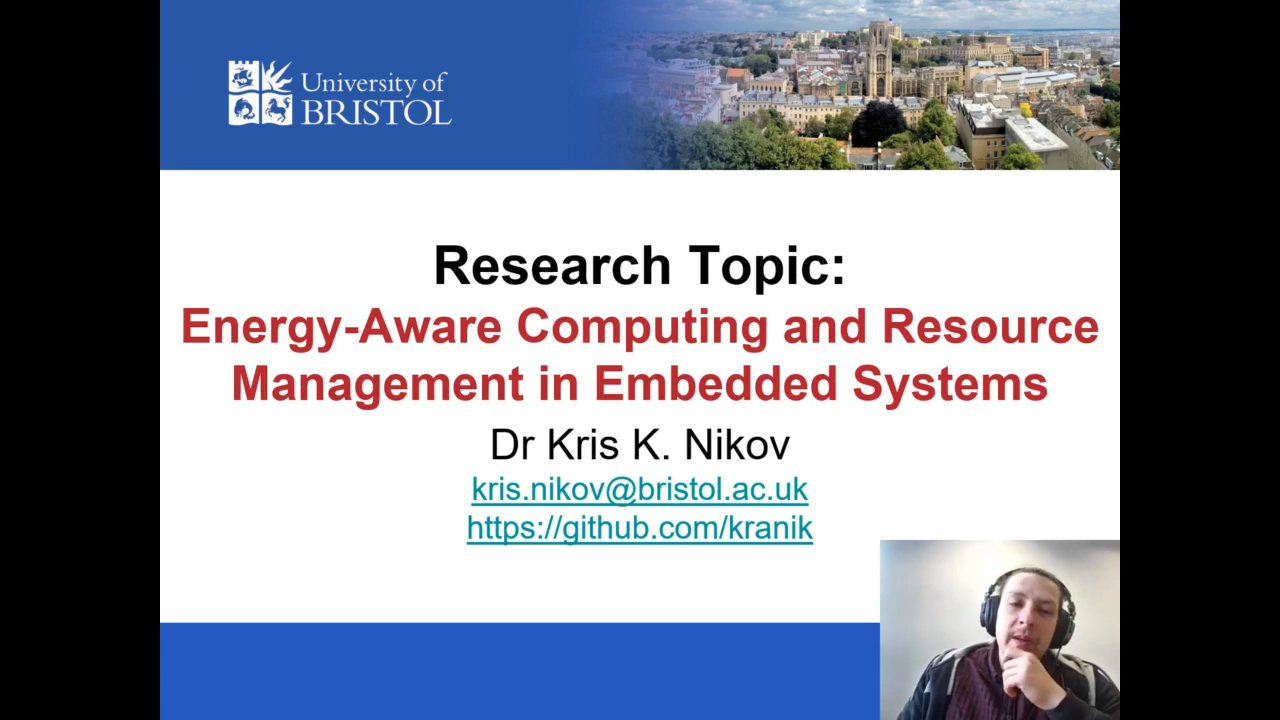 University of
BRISTOL
Research Topic:
Energy-Aware Computing and Resource
Management in Embedded Systems
Dr Kris K. Nikov
kris.nikov@bristol.ac.uk
https://github.com/kranik